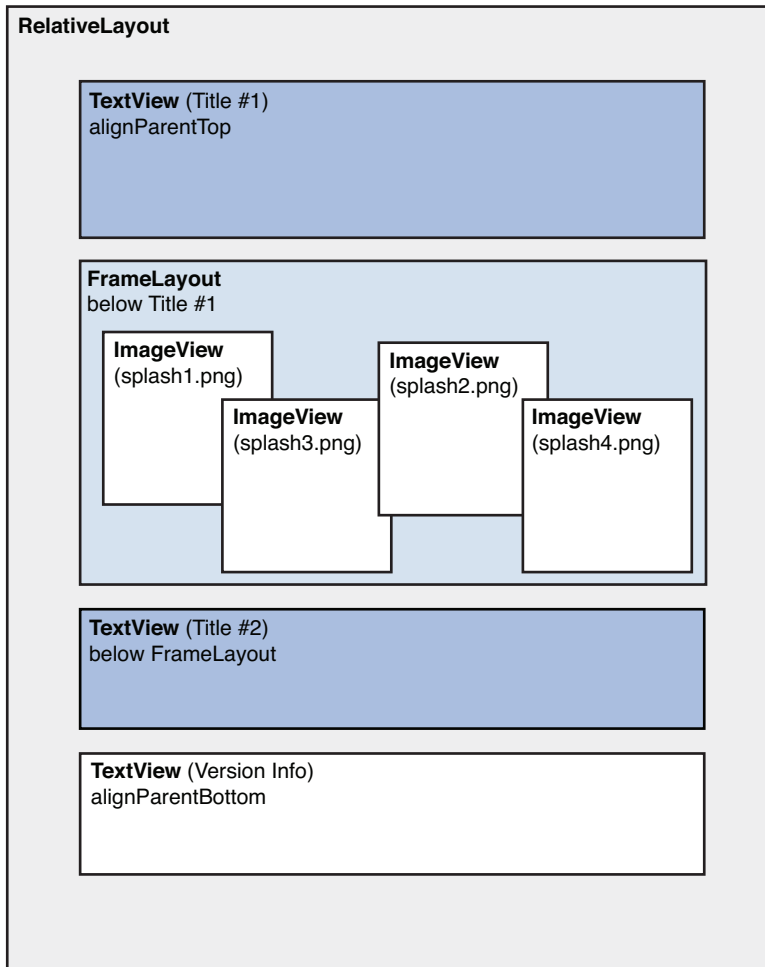 RelativeLayout
TextView (Title #1)
alignParentTop
FrameLayout
below Title #1
ImageView
(splash1.png)
ImageView
(splash3.png)
ImageView
(splash2.png)
ImageView
(splash4.png)
TextView (Title #2)
below FrameLayout
TextView (Version Info)
alignParentBottom